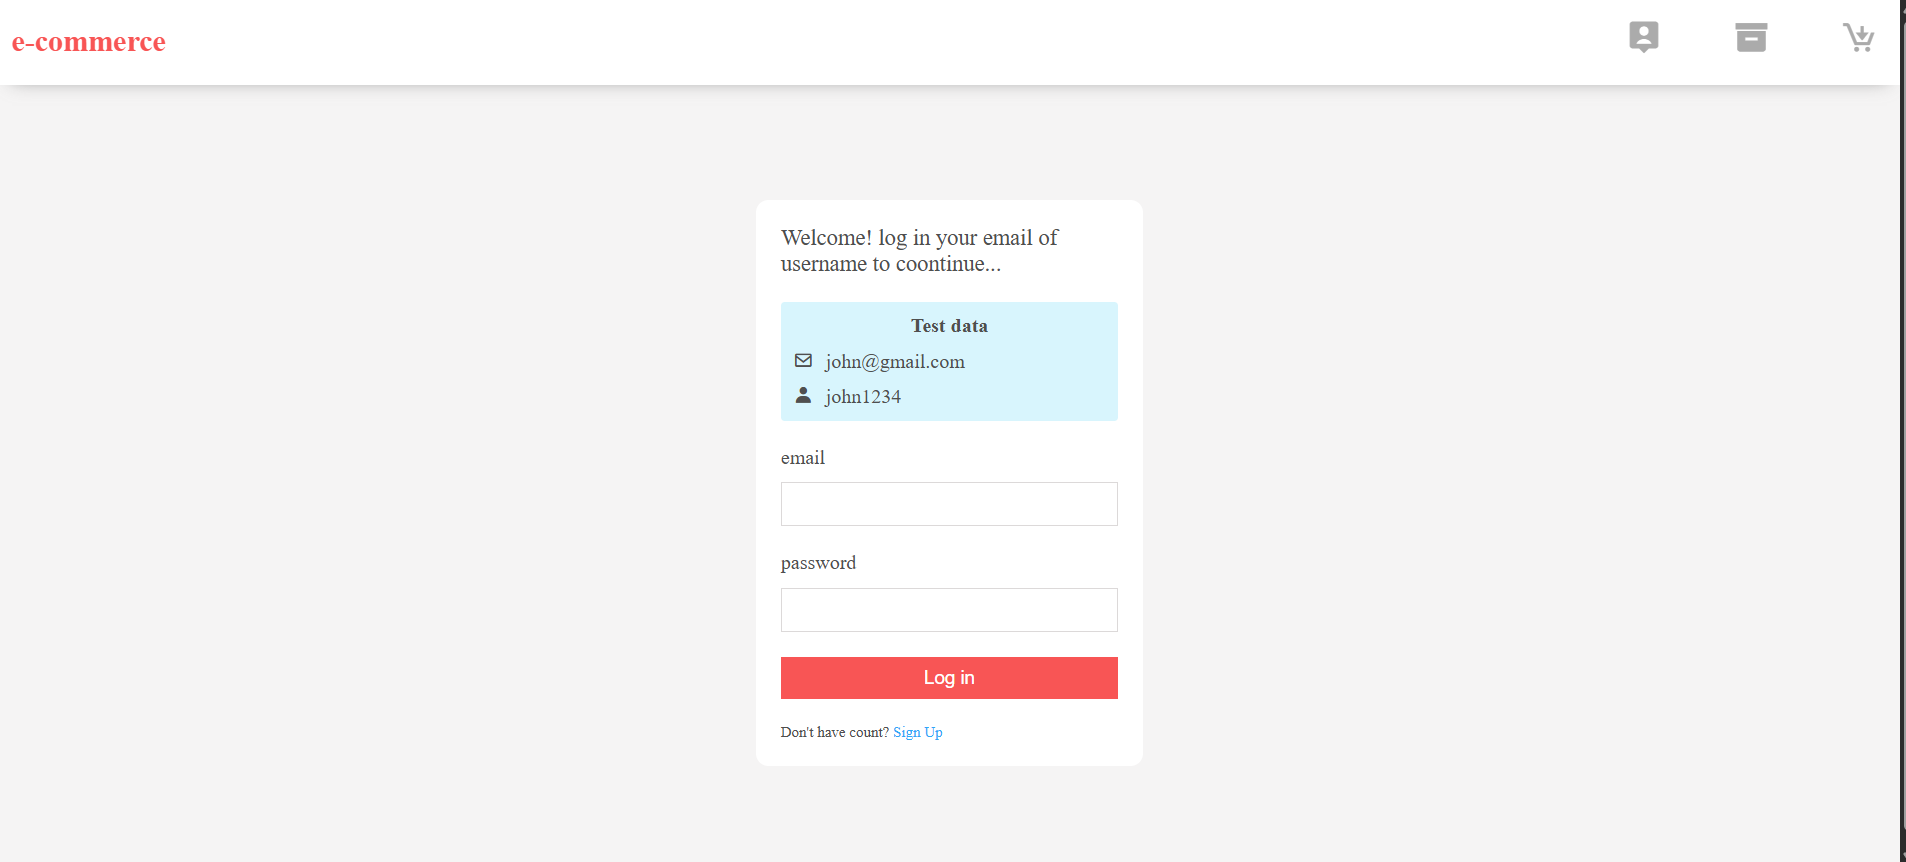 e-commerce
Welcome! log in your email of
username to coontinue...
Test data
john@gmail.com
john1234
email
password
Log in
Don't have count? Sign Up